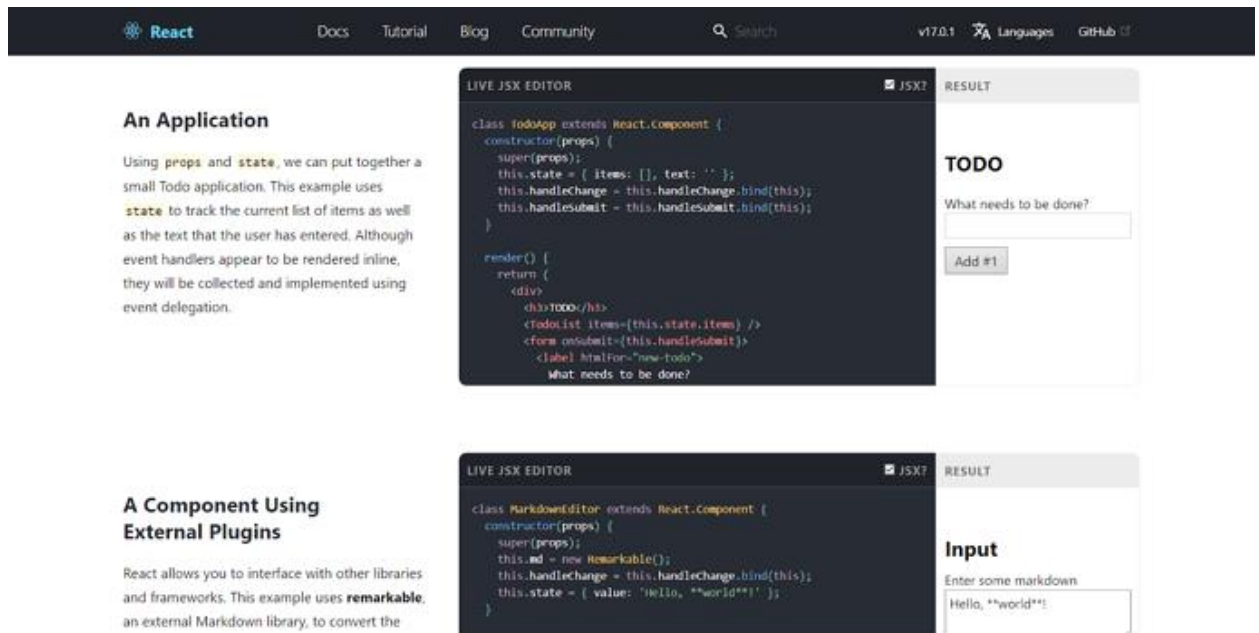 React Docs Tutorial Blog Community Search v17.0.1 Languages GitHub
An Application
Using props and state, we can put together a
small Todo application. This example uses
state to track the current list of items as well
as the text that the user has entered. Although
event handlers appear to be rendered inline,
they will be collected and implemented using
event delegation.
LIVE JSX EDITOR JSX?
class TodoApp extends React.Component {
constructor(props) {
super(props);
this.state = { items: [], text: '' };
this.handleChange = this.handleChange.bind(this);
this.handleSubmit = this.handleSubmit.bind(this);
}
render() {
return (
<div>
<h3>TODO</h3>
<TodoList items={this.state.items} />
<form onSubmit={this.handleSubmit}>
<label htmlFor="new-todo">
What needs to be done?
RESULT
TODO
What needs to be done?
Add #1
A Component Using
External Plugins
React allows you to interface with other libraries
and frameworks. This example uses remarkable,
an external Markdown library, to convert the
LIVE JSX EDITOR JSX?
class MarkdownEditor extends React.Component {
constructor(props) {
super(props);
this.md = new Remarkable();
this.handleChange = this.handleChange.bind(this);
this.state = { value: 'Hello, **world**!' };
}
RESULT
Input
Enter some markdown
Hello, **world**!